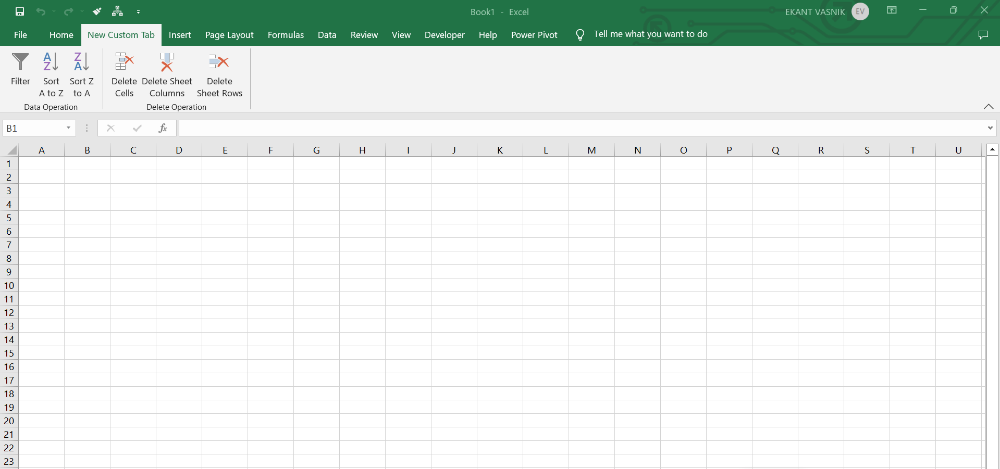 Book1 - Excel
EKANT VASNIK EV
File Home New Custom Tab Insert Page Layout Formulas Data Review View Developer Help Power Pivot Tell me what you want to do
Filter
Sort
A to Z
Sort Z
to A
Data Operation
Delete
Cells
Delete Sheet
Columns
Delete
Sheet Rows
Delete Operation
B1 fx
A B C D E F G H I J K L M N O P Q R S T U
1
2
3
4
5
6
7
8
9
10
11
12
13
14
15
16
17
18
19
20
21
22
23